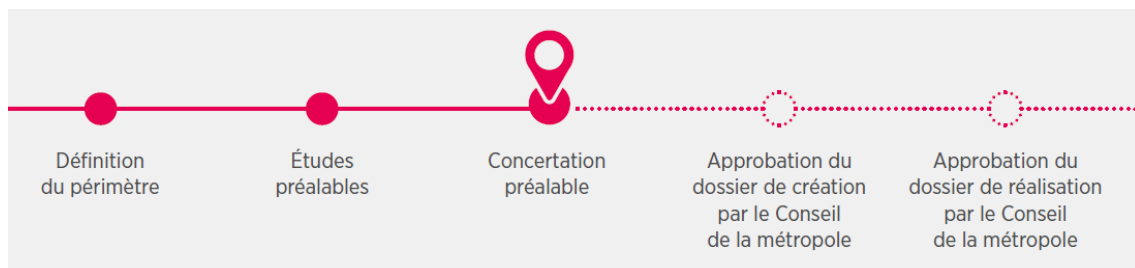 Définition
du périmètre
Études
préalables
Concertation
préalable
Approbation du
dossier de création
par le Conseil
de la métropole
Approbation du
dossier de réalisation
par le Conseil
de la métropole